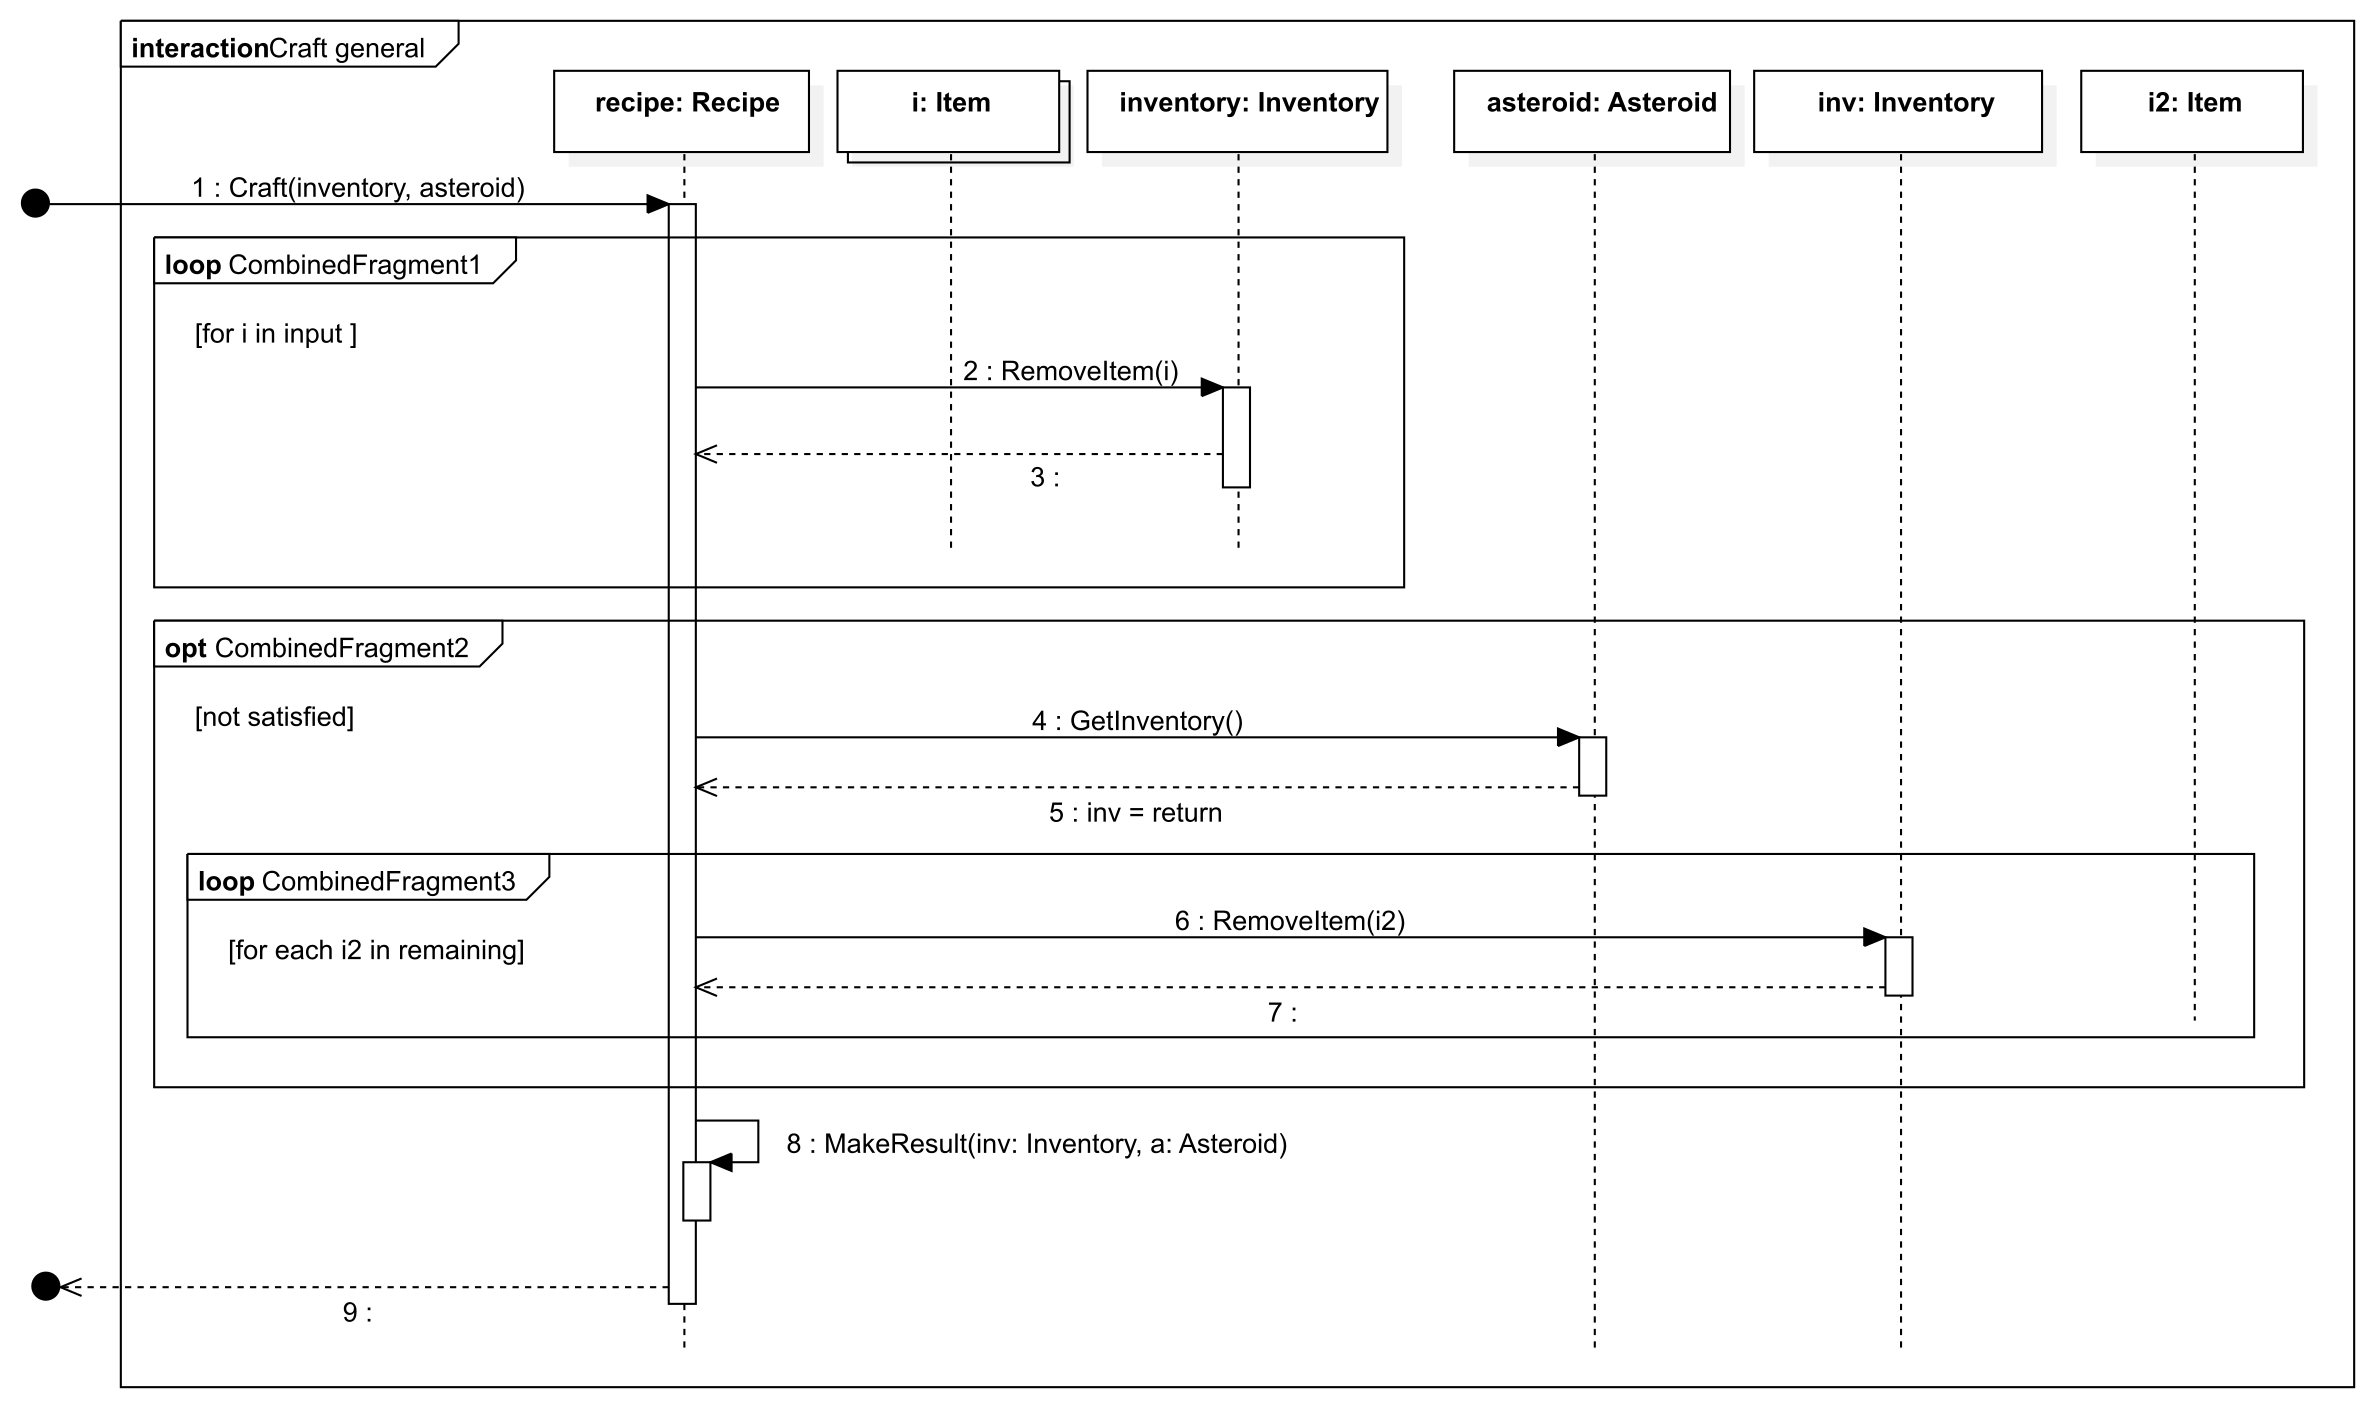 interactionCraft general
recipe: Recipe
i: Item
inventory: Inventory
asteroid: Asteroid
inv: Inventory
i2: Item
1 : Craft(inventory, asteroid)
loop CombinedFragment1
[for i in input ]
2 : RemoveItem(i)
3 :
opt CombinedFragment2
[not satisfied]
4 : GetInventory()
5 : inv = return
loop CombinedFragment3
[for each i2 in remaining]
6 : RemoveItem(i2)
7 :
8 : MakeResult(inv: Inventory, a: Asteroid)
9 :